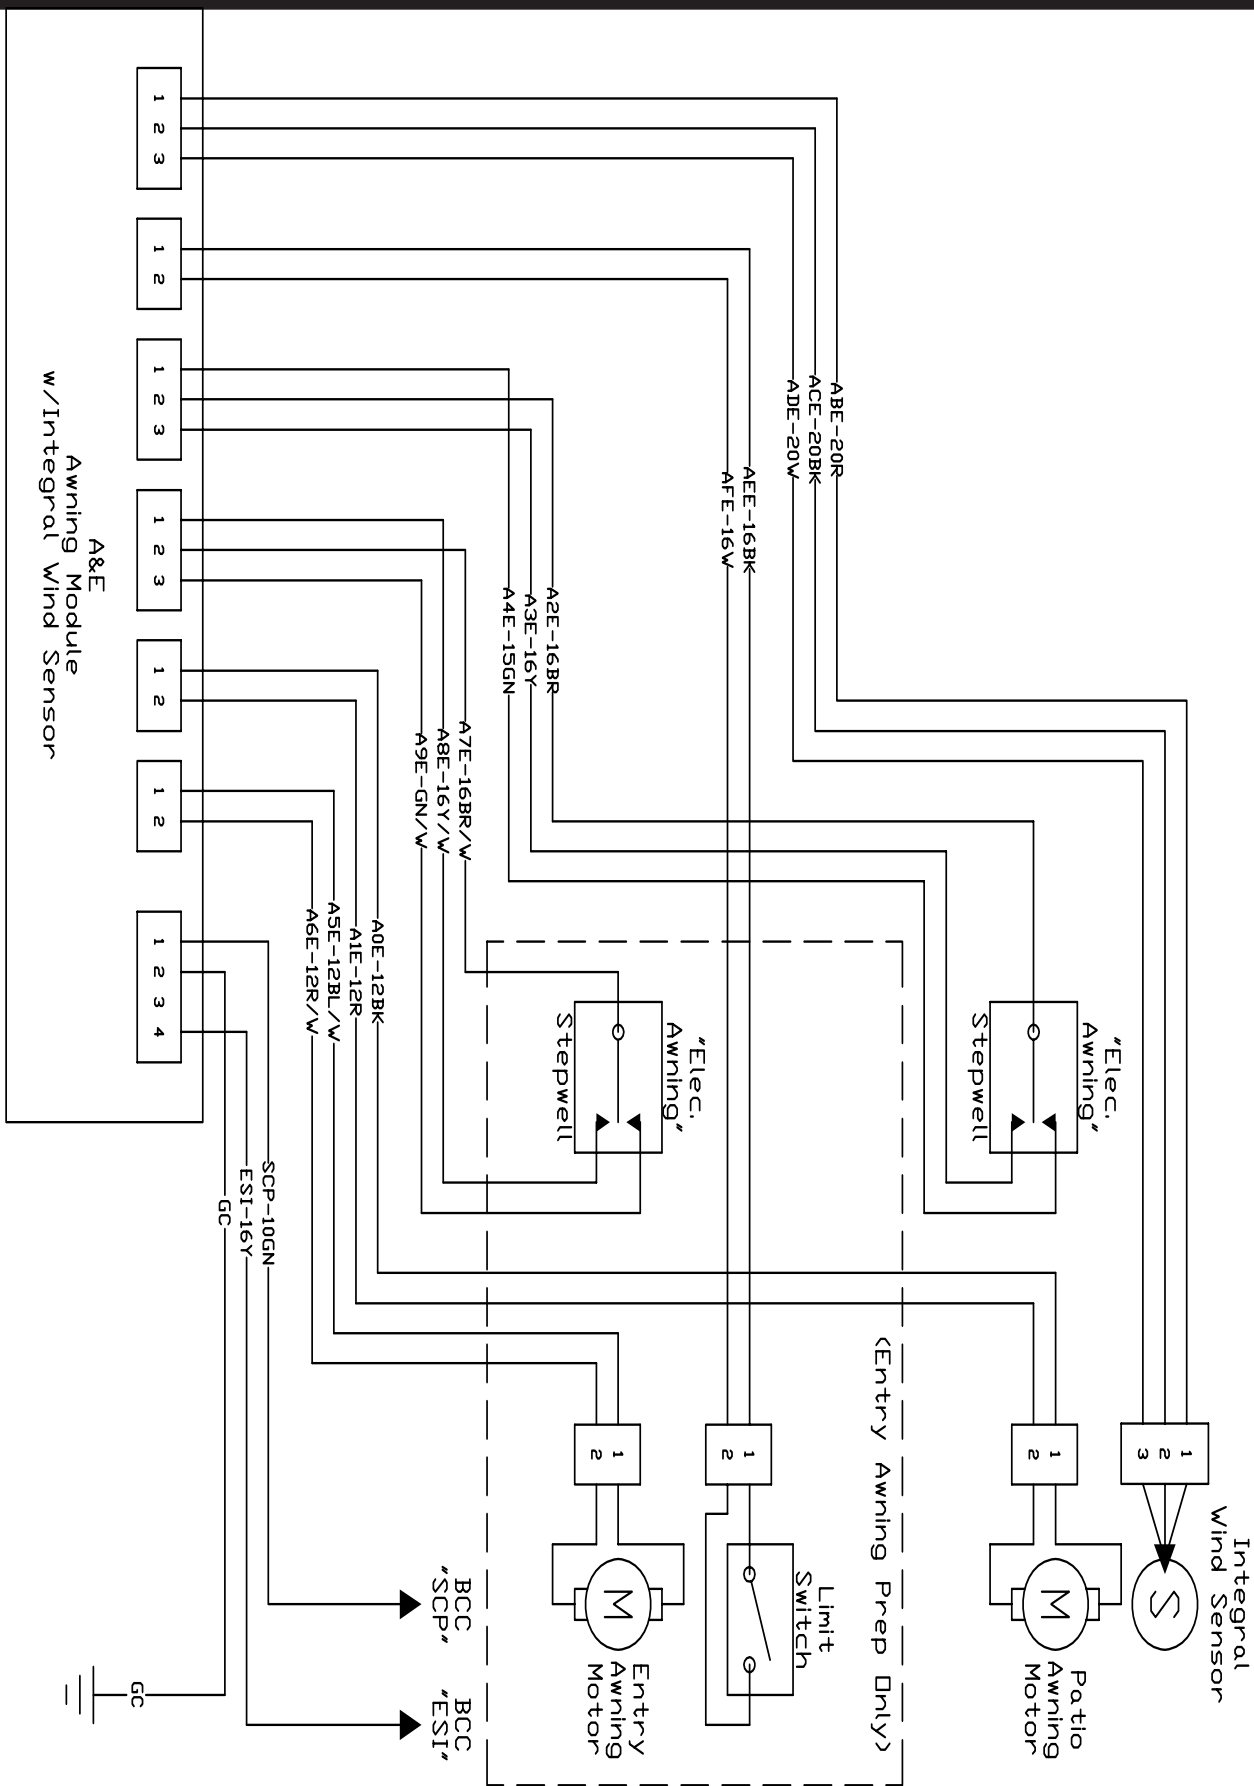 Integral
Wind Sensor
1
2
3
S
"Elec.
Awning"
Stepwell
1
2
M
Patio
Awning
Motor
<Entry Awning Prep Only>
ABE-20R
ACE-20BK
ADE-20W
Limit
Switch
AEE-16BK
AFE-16W
1
2
"Elec.
Awning"
Stepwell
1
2
M
Entry
Awning
Motor
A2E-16BR
A3E-16Y
A4E-15GN
A7E-16BR/W
A8E-16Y/W
A9E-GN/W
BCC
"SCP"
BCC
"ESI"
A0E-12BK
A1E-12R
A5E-12BL/W
A6E-12R/W
SCP-10GN
ESI-16Y
GC
GC
1 2 3
1 2
1 2 3
1 2 3
1 2
1 2
1 2 3 4
A&E
Awning Module
w/Integral Wind Sensor